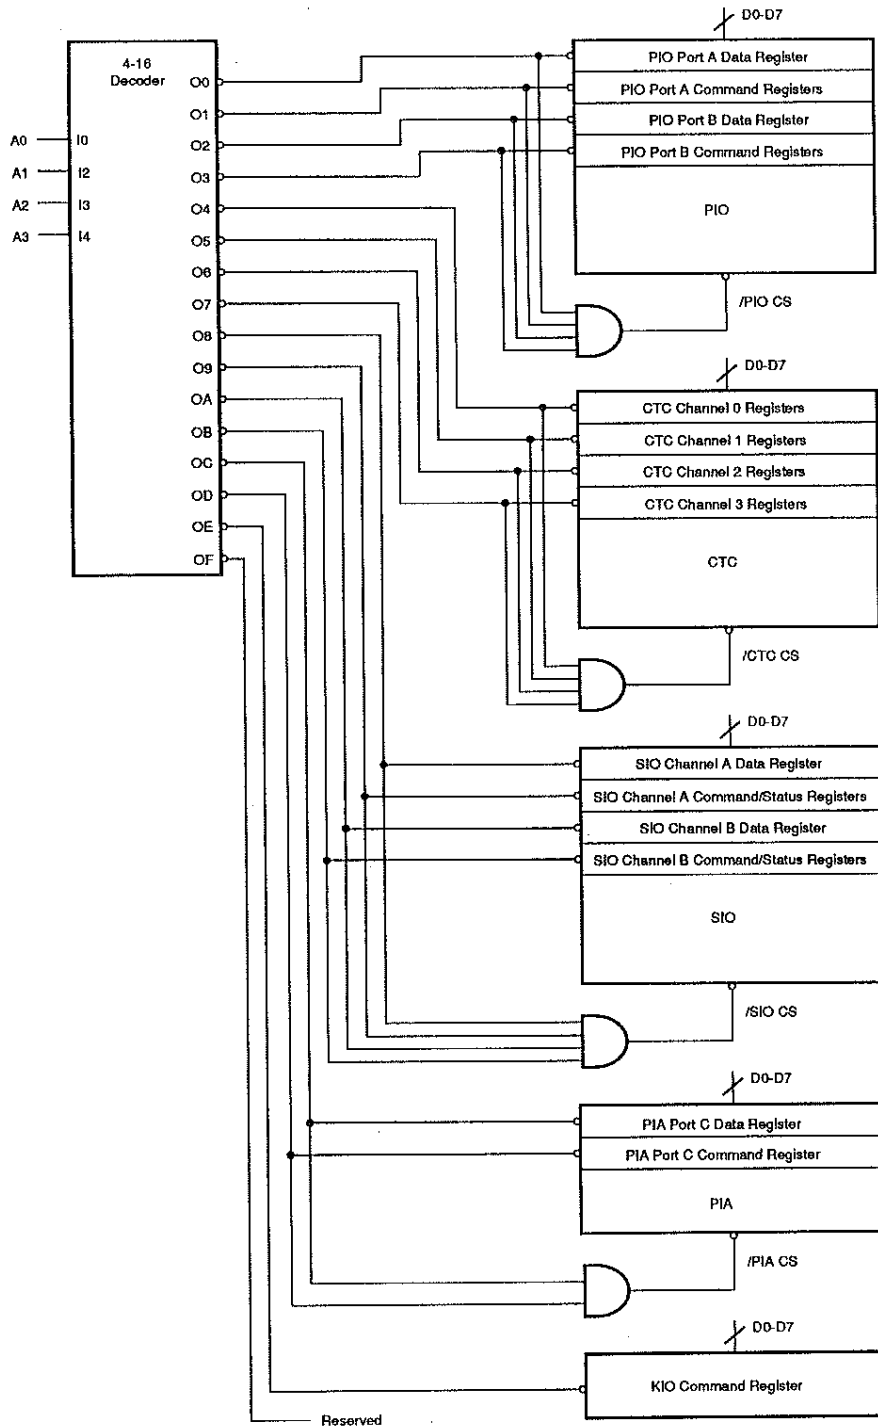 D0-D7
4-16
Decoder
A0
A1
A2
A3
I0
I2
I3
I4
O0
O1
O2
O3
O4
O5
O6
O7
O8
O9
OA
OB
OC
OD
OE
OF
PIO Port A Data Register
PIO Port A Command Registers
PIO Port B Data Register
PIO Port B Command Registers
PIO
/PIO CS
D0-D7
CTC Channel 0 Registers
CTC Channel 1 Registers
CTC Channel 2 Registers
CTC Channel 3 Registers
CTC
/CTC CS
D0-D7
SIO Channel A Data Register
SIO Channel A Command/Status Registers
SIO Channel B Data Register
SIO Channel B Command/Status Registers
SIO
/SIO CS
D0-D7
PIA Port C Data Register
PIA Port C Command Register
PIA
/PIA CS
D0-D7
KIO Command Register
Reserved